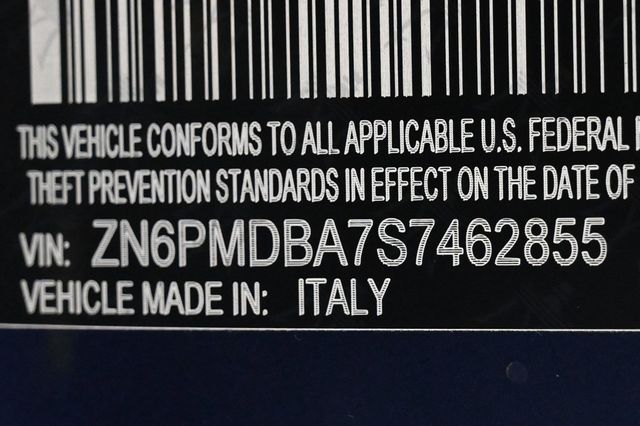 THIS VEHICLE CONFORMS TO ALL APPLICABLE U.S. FEDERAL
THEFT PREVENTION STANDARDS IN EFFECT ON THE DATE OF
VIN: ZN6PMDBA7S7462855
VEHICLE MADE IN: ITALY